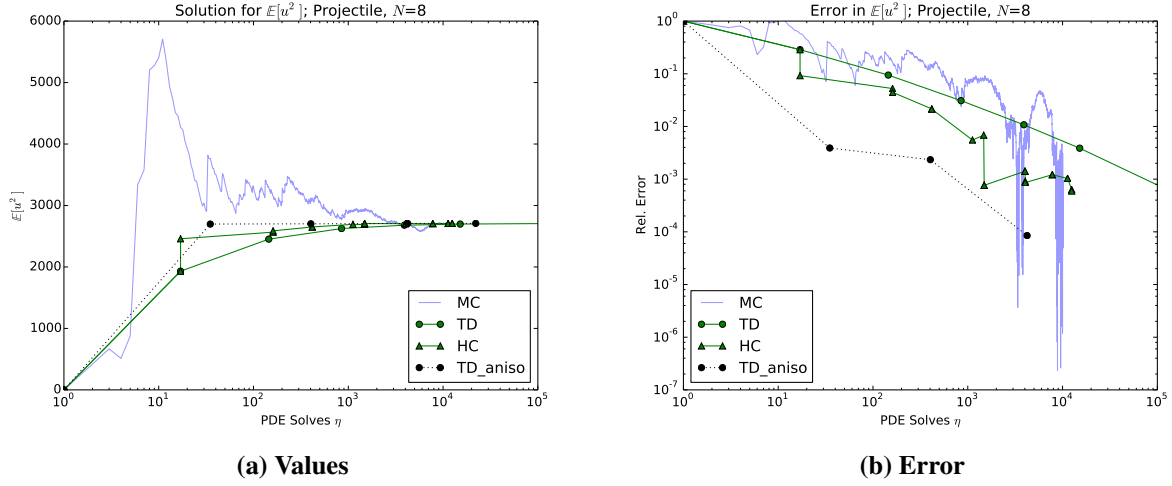 Solution for 𝔼[u²]; Projectile, N=8
6000
5000
4000
3000
2000
1000
0
𝔼[u²]
MC
TD
HC
TD_aniso
10⁰ 10¹ 10² 10³ 10⁴ 10⁵
PDE Solves η
(a) Values
Error in 𝔼[u²]; Projectile, N=8
10⁰
10⁻¹
10⁻²
10⁻³
10⁻⁴
10⁻⁵
10⁻⁶
10⁻⁷
Rel. Error
MC
TD
HC
TD_aniso
10⁰ 10¹ 10² 10³ 10⁴ 10⁵
PDE Solves η
(b) Error